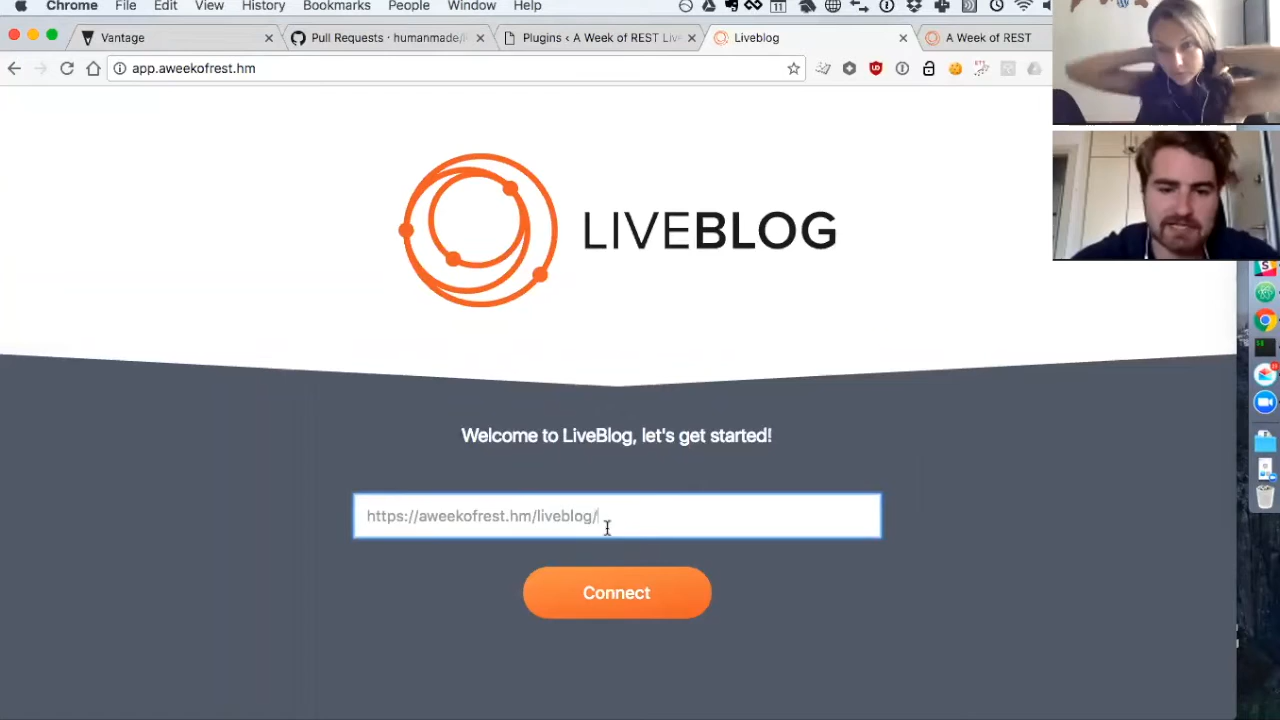 Chrome File Edit View History Bookmarks People Window Help
Vantage
Pull Requests · humanmade/l
Plugins ‹ A Week of REST Live
Liveblog
A Week of REST
app.aweekofrest.hm
LIVEBLOG
Welcome to LiveBlog, let's get started!
https://aweekofrest.hm/liveblog/
Connect